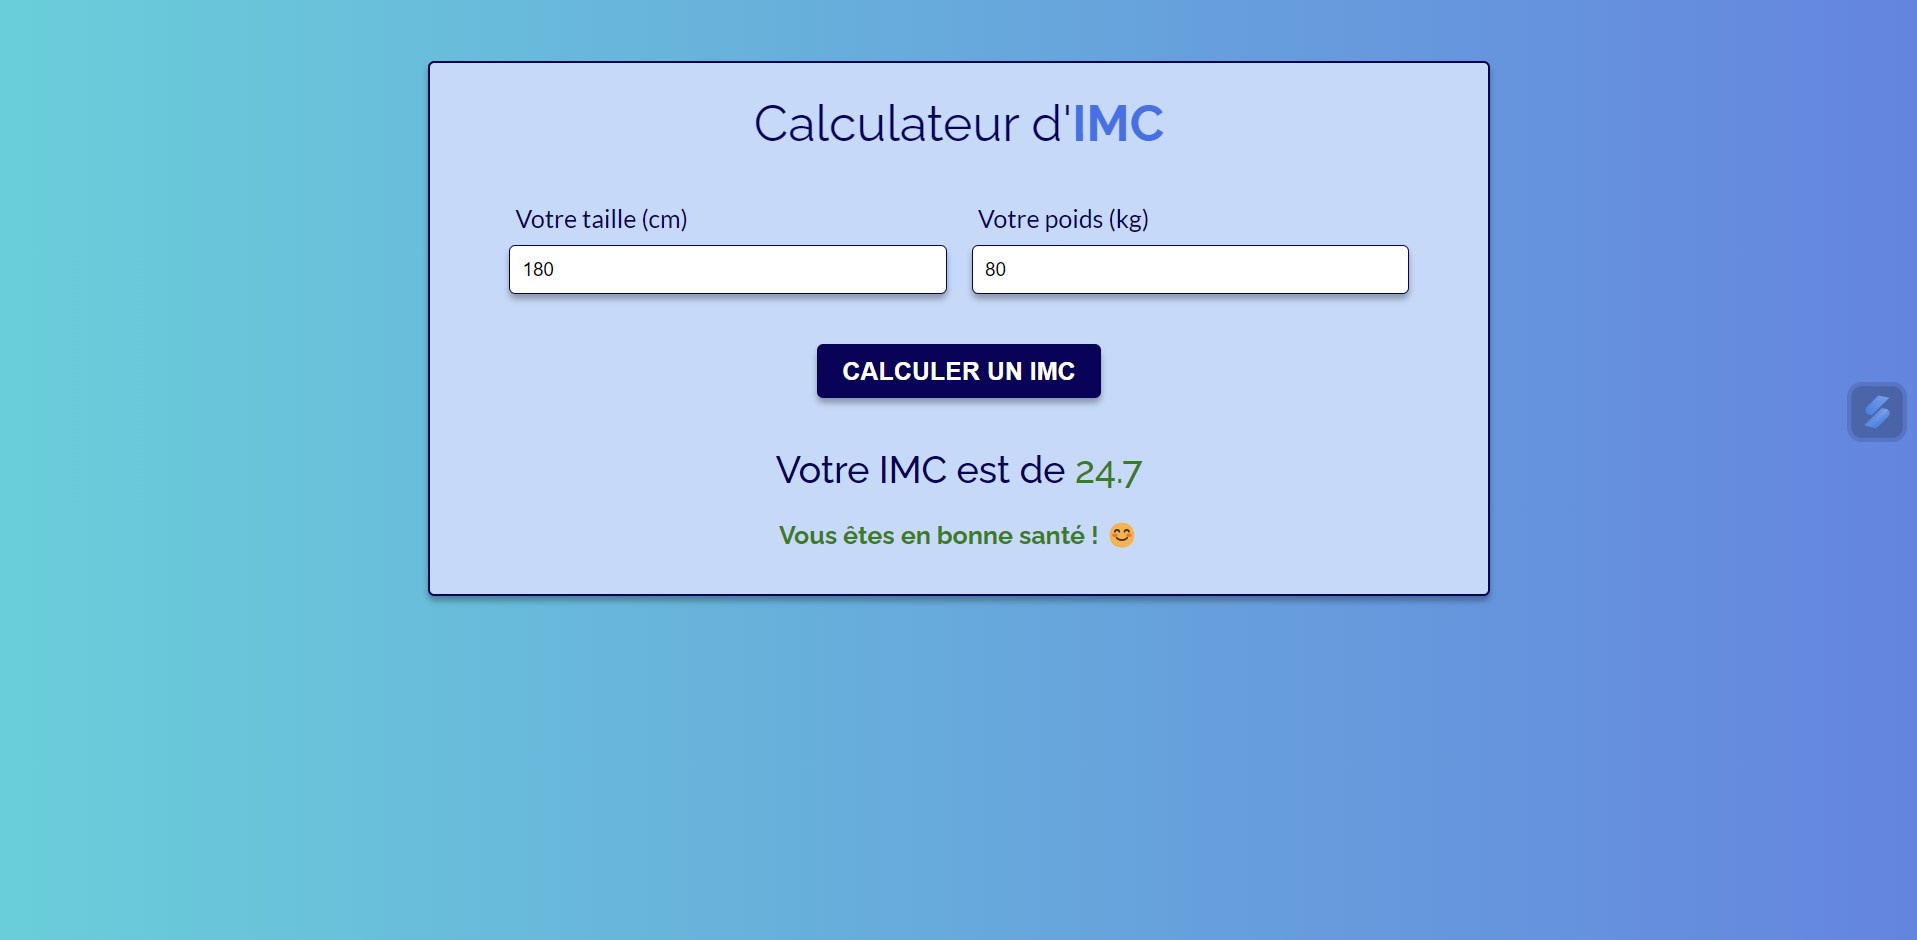 Calculateur d'IMC
Votre taille (cm) Votre poids (kg)
180 80
CALCULER UN IMC
Votre IMC est de 24.7
Vous êtes en bonne santé ! 😊